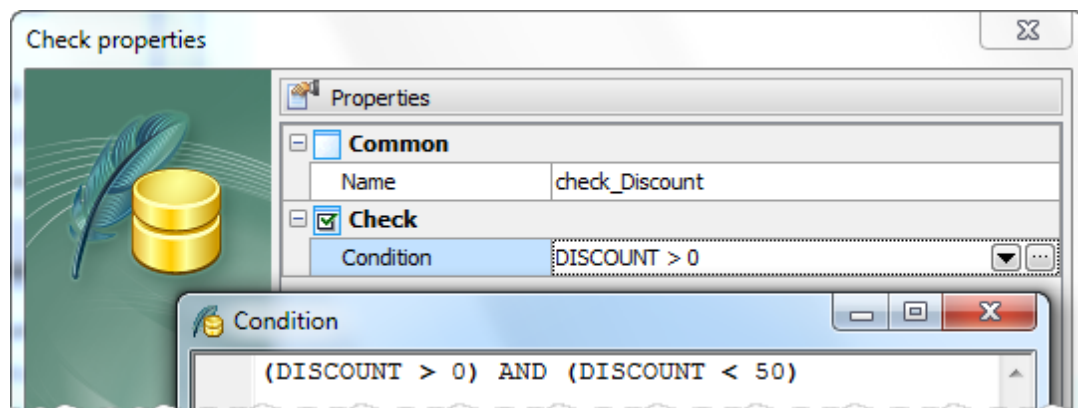 Check properties
Properties
Common
Name check_Discount
Check
Condition DISCOUNT > 0
Condition
(DISCOUNT > 0) AND (DISCOUNT < 50)